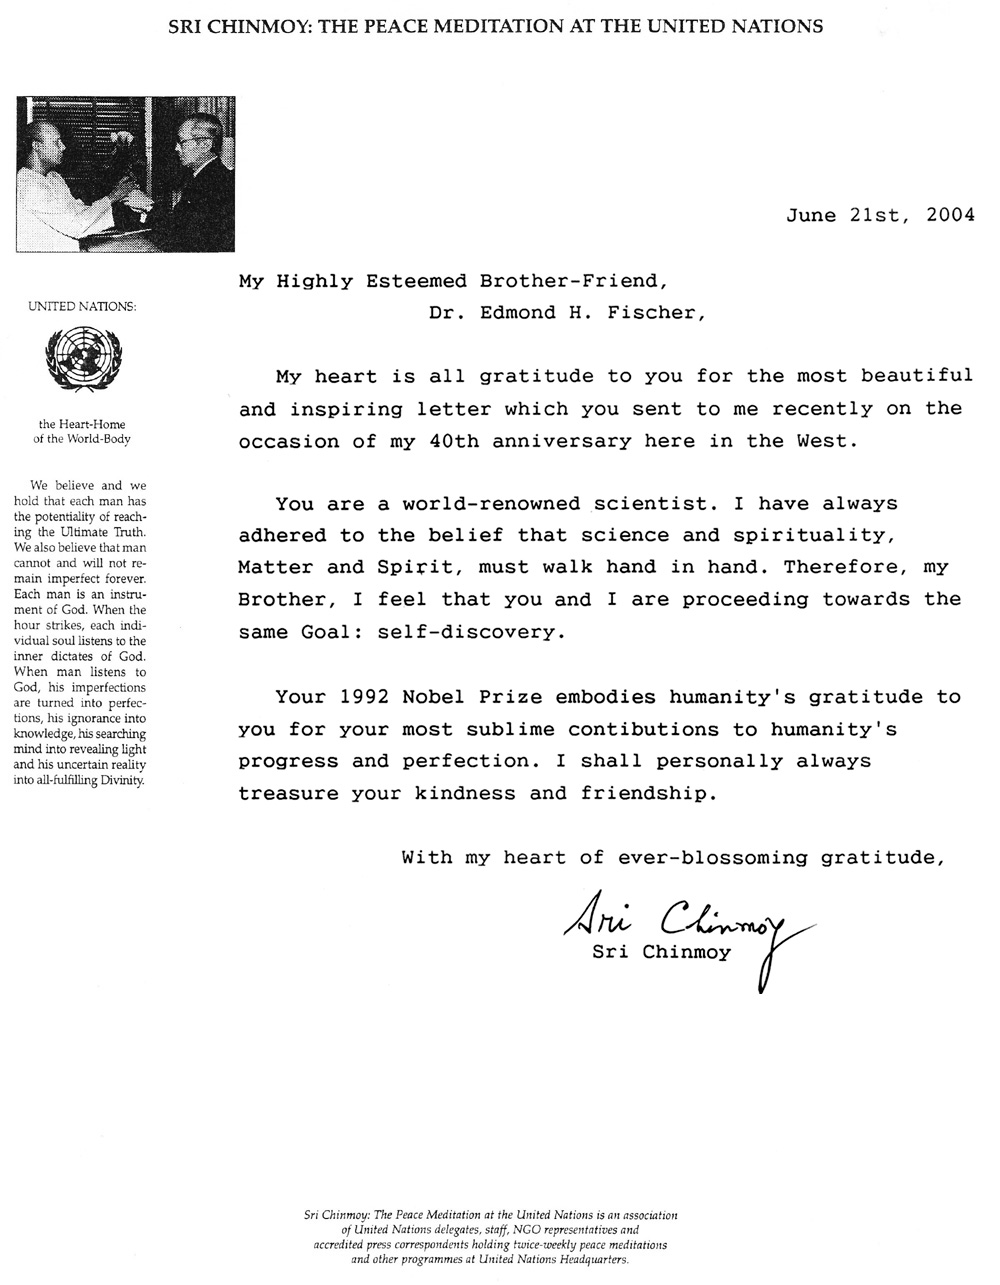 SRI CHINMOY: THE PEACE MEDITATION AT THE UNITED NATIONS
June 21st, 2004
My Highly Esteemed Brother-Friend,
Dr. Edmond H. Fischer,
My heart is all gratitude to you for the most beautiful
and inspiring letter which you sent to me recently on the
occasion of my 40th anniversary here in the West.
You are a world-renowned scientist. I have always
adhered to the belief that science and spirituality,
Matter and Spirit, must walk hand in hand. Therefore, my
Brother, I feel that you and I are proceeding towards the
same Goal: self-discovery.
Your 1992 Nobel Prize embodies humanity's gratitude to
you for your most sublime contibutions to humanity's
progress and perfection. I shall personally always
treasure your kindness and friendship.
With my heart of ever-blossoming gratitude,
Sri Chinmoy
Sri Chinmoy
UNITED NATIONS:
the Heart-Home
of the World-Body
We believe and we
hold that each man has
the potentiality of reach-
ing the Ultimate Truth.
We also believe that man
cannot and will not re-
main imperfect forever.
Each man is an instru-
ment of God. When the
hour strikes, each indi-
vidual soul listens to the
inner dictates of God.
When man listens to
God, his imperfections
are turned into perfec-
tions, his ignorance into
knowledge, his searching
mind into revealing light
and his uncertain reality
into all-fulfilling Divinity.
Sri Chinmoy: The Peace Meditation at the United Nations is an association
of United Nations delegates, staff, NGO representatives and
accredited press correspondents holding twice-weekly peace meditations
and other programmes at United Nations Headquarters.